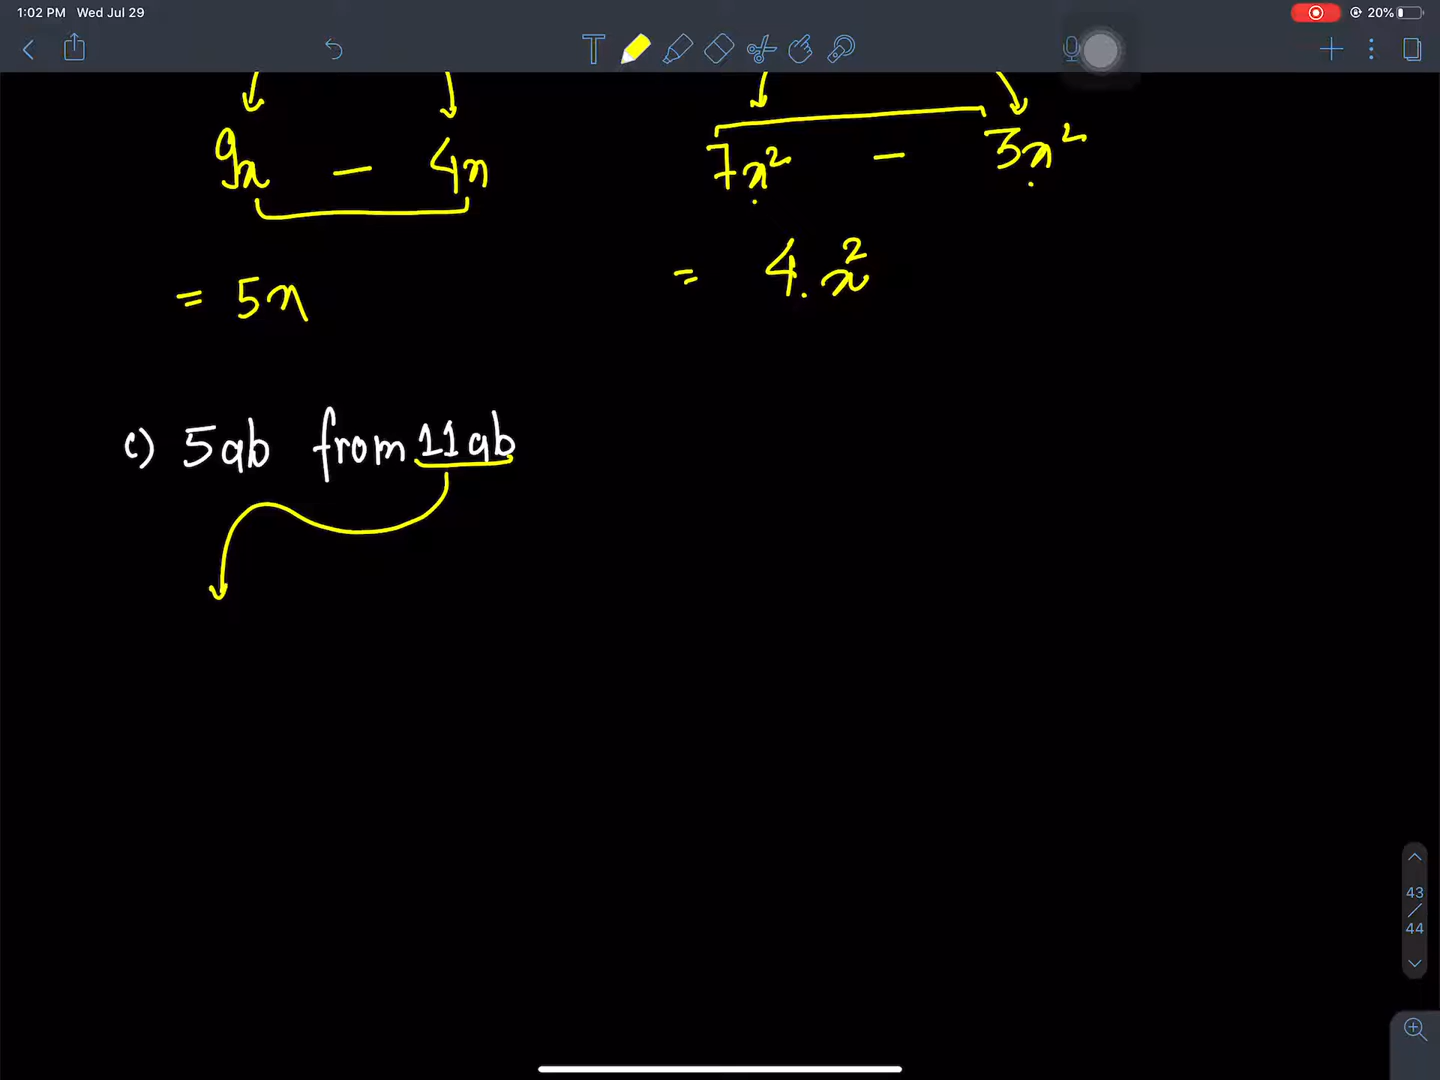 1:02 PM Wed Jul 29
20%
T
9x - 4x
7x² - 3x²
= 5x
= 4.x²
c) 5ab from 11ab
43
/
44